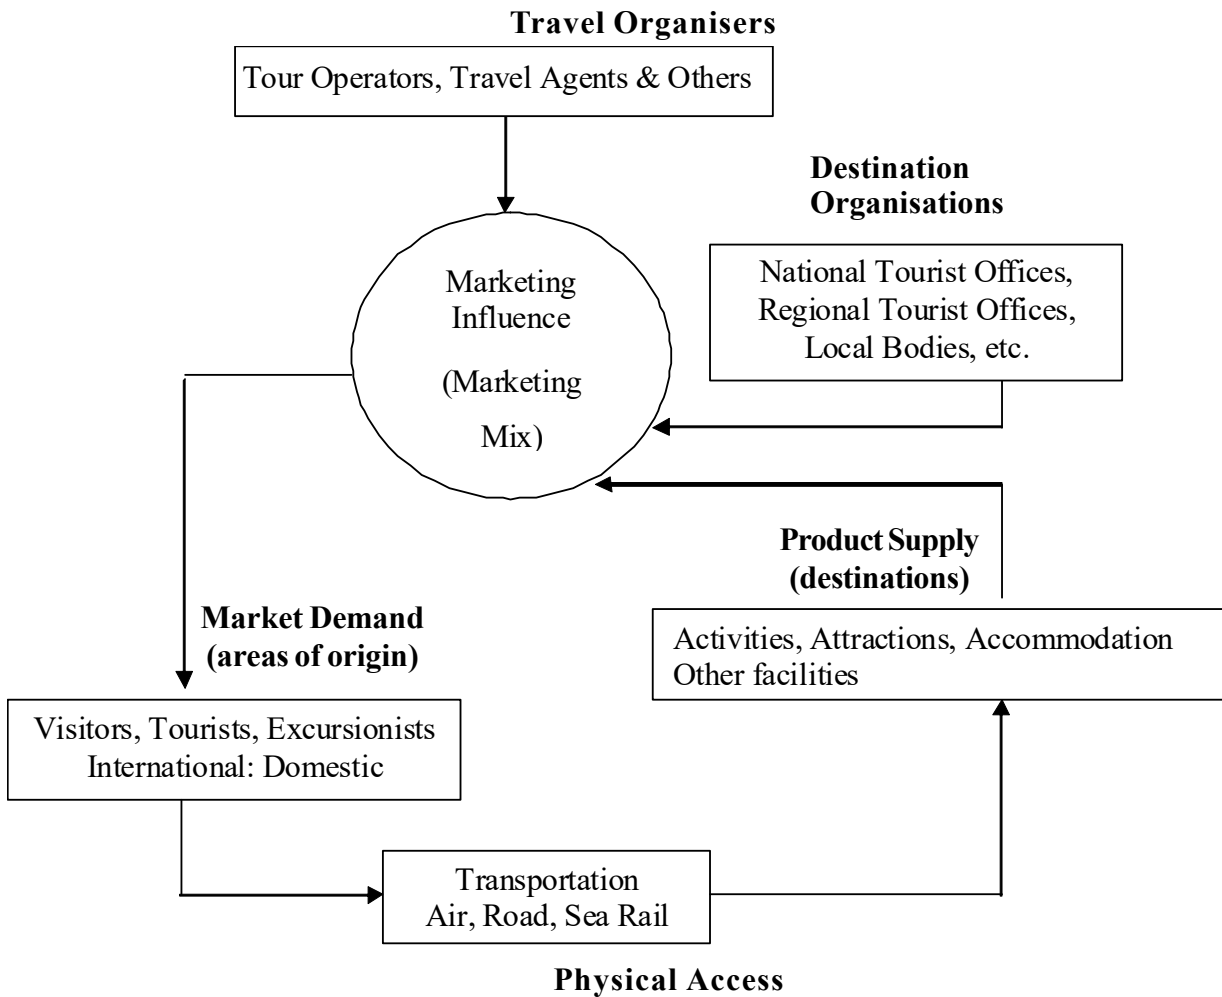 Travel Organisers
Tour Operators, Travel Agents & Others
Destination
Organisations
National Tourist Offices,
Regional Tourist Offices,
Local Bodies, etc.
Marketing
Influence
(Marketing
Mix)
Product Supply
(destinations)
Market Demand
(areas of origin)
Activities, Attractions, Accommodation
Other facilities
Visitors, Tourists, Excursionists
International: Domestic
Transportation
Air, Road, Sea Rail
Physical Access